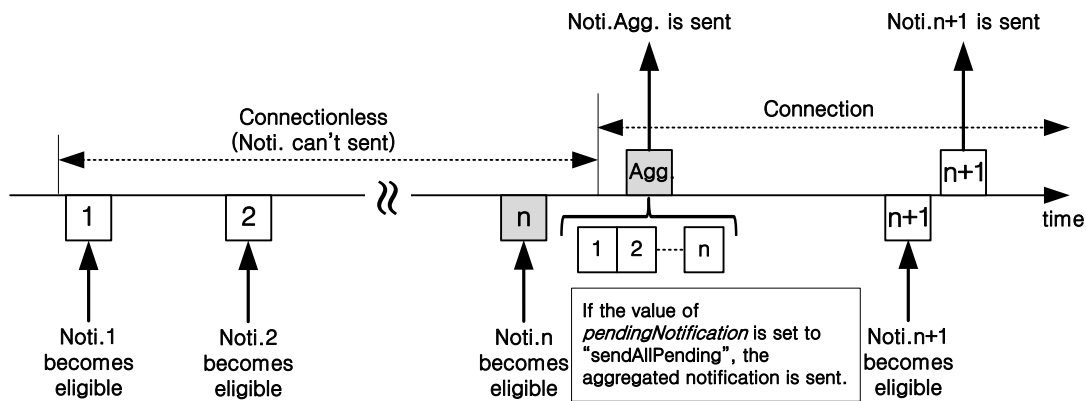 Noti.Agg. is sent
Noti.n+1 is sent
Connectionless
(Noti. can't sent)
Connection
Agg.
n+1
1
2
n
n+1
time
1
2
n
Noti.1
becomes
eligible
Noti.2
becomes
eligible
Noti.n
becomes
eligible
If the value of
pendingNotification is set to
“sendAllPending”, the
aggregated notification is sent.
Noti.n+1
becomes
eligible